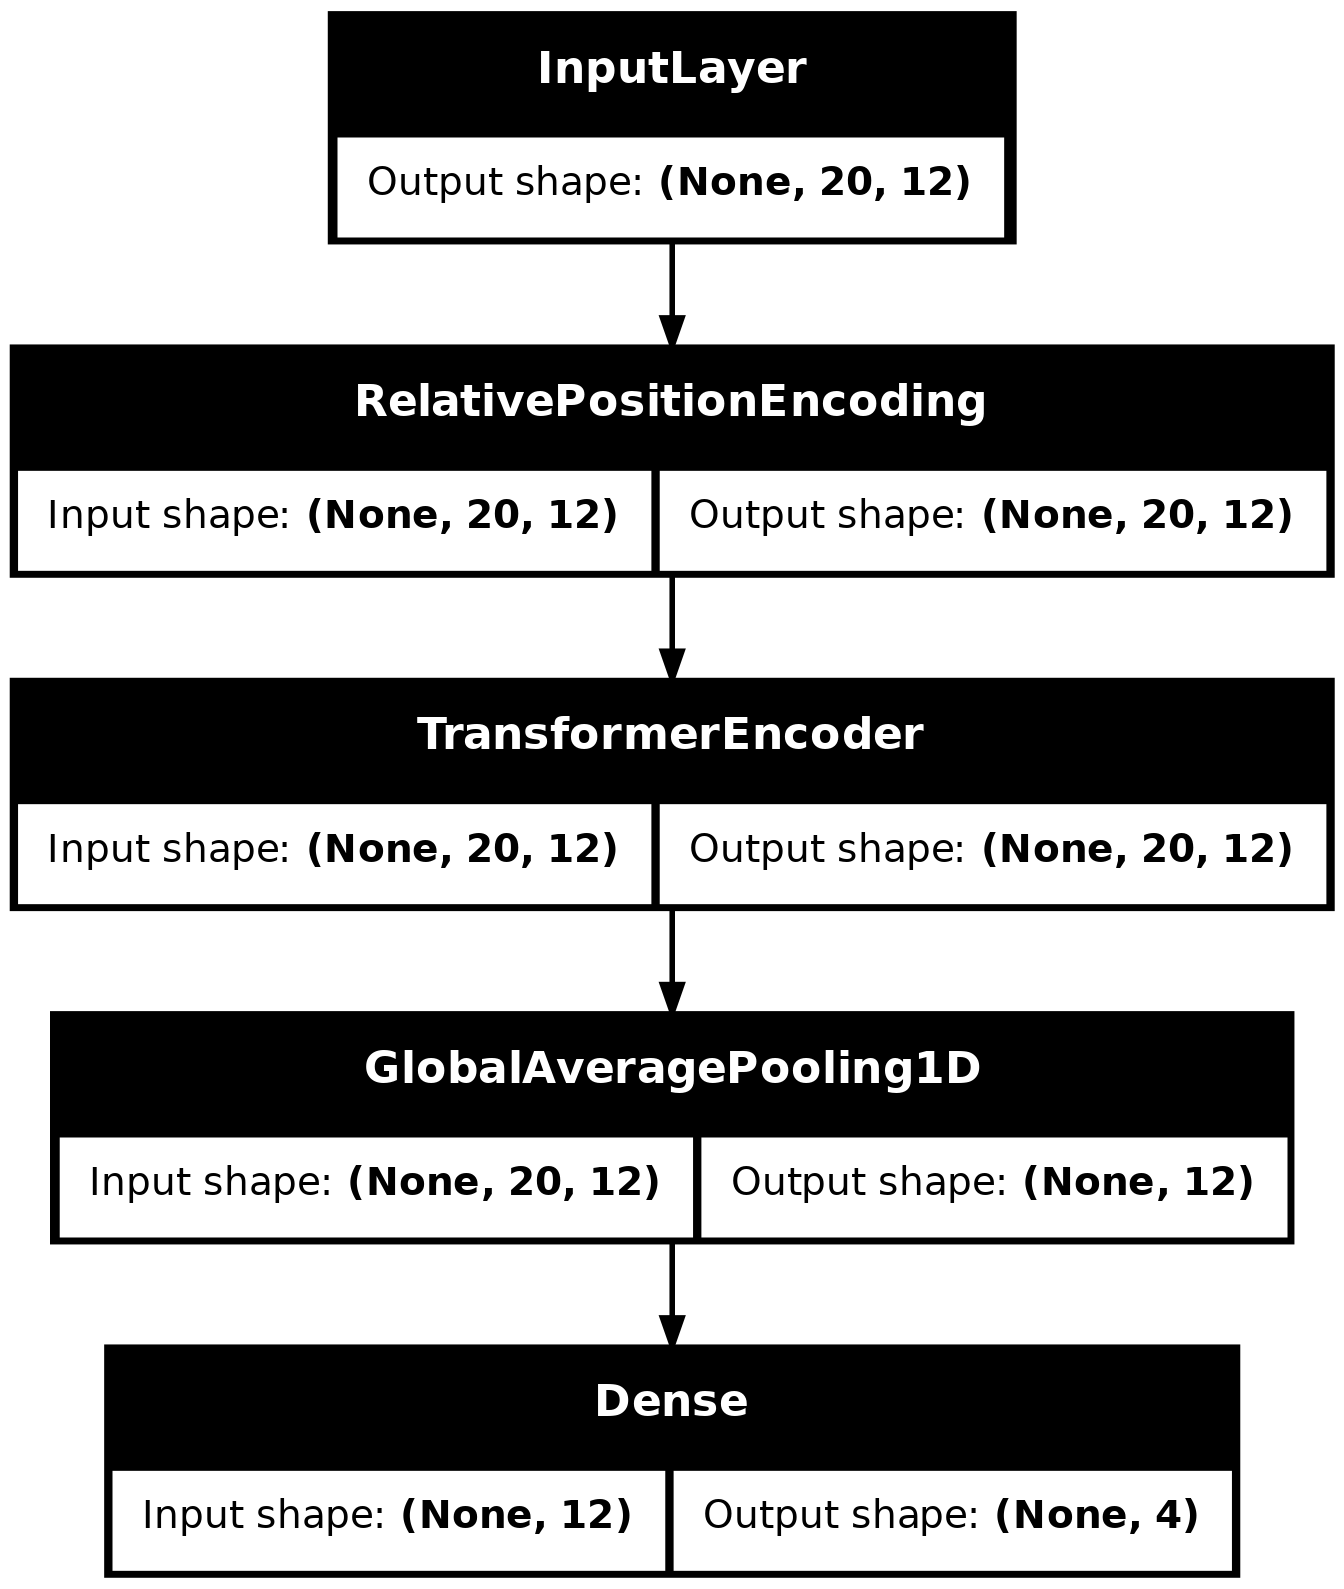 InputLayer
Output shape: (None, 20, 12)
RelativePositionEncoding
Input shape: (None, 20, 12) Output shape: (None, 20, 12)
TransformerEncoder
Input shape: (None, 20, 12) Output shape: (None, 20, 12)
GlobalAveragePooling1D
Input shape: (None, 20, 12) Output shape: (None, 12)
Dense
Input shape: (None, 12) Output shape: (None, 4)